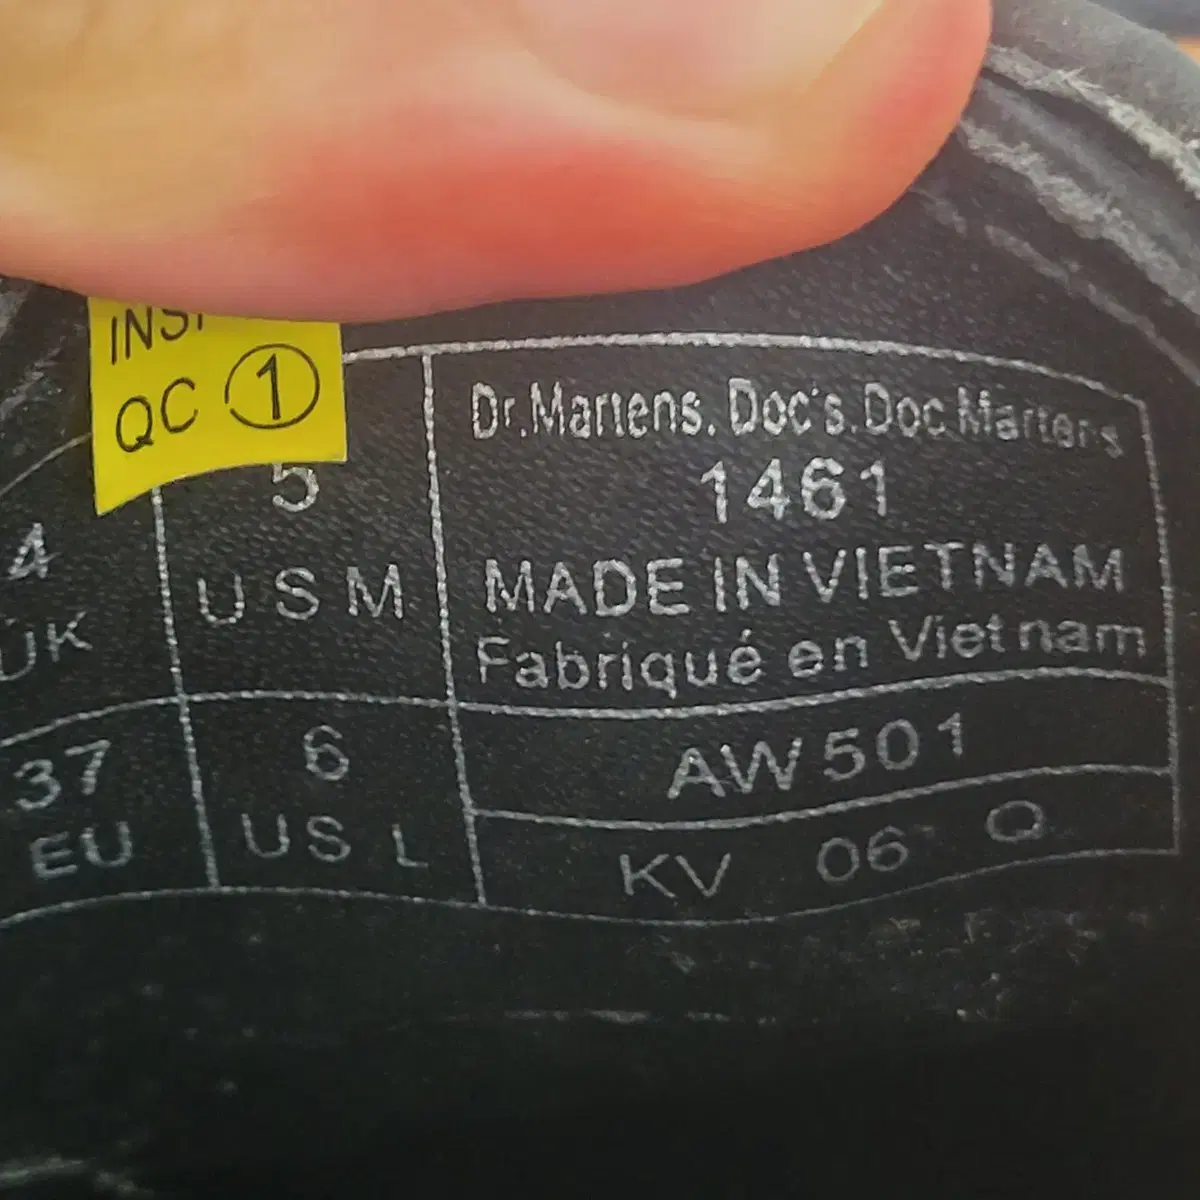 QC 1
Dr.Martens. Doc's. Doc Martens
1461
MADE IN VIETNAM
Fabriqué en Vietnam
4
UK
5
US M
37
EU
6
US L
AW501
KV 06 Q